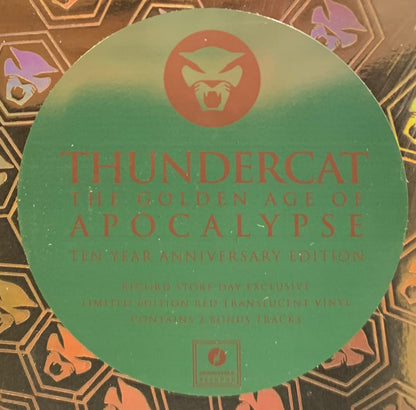 THUNDERCAT
THE GOLDEN AGE OF
APOCALYPSE
TEN YEAR ANNIVERSARY EDITION
RECORD STORE DAY EXCLUSIVE
LIMITED EDITION RED TRANSLUCENT VINYL
CONTAINS 2 BONUS TRACKS